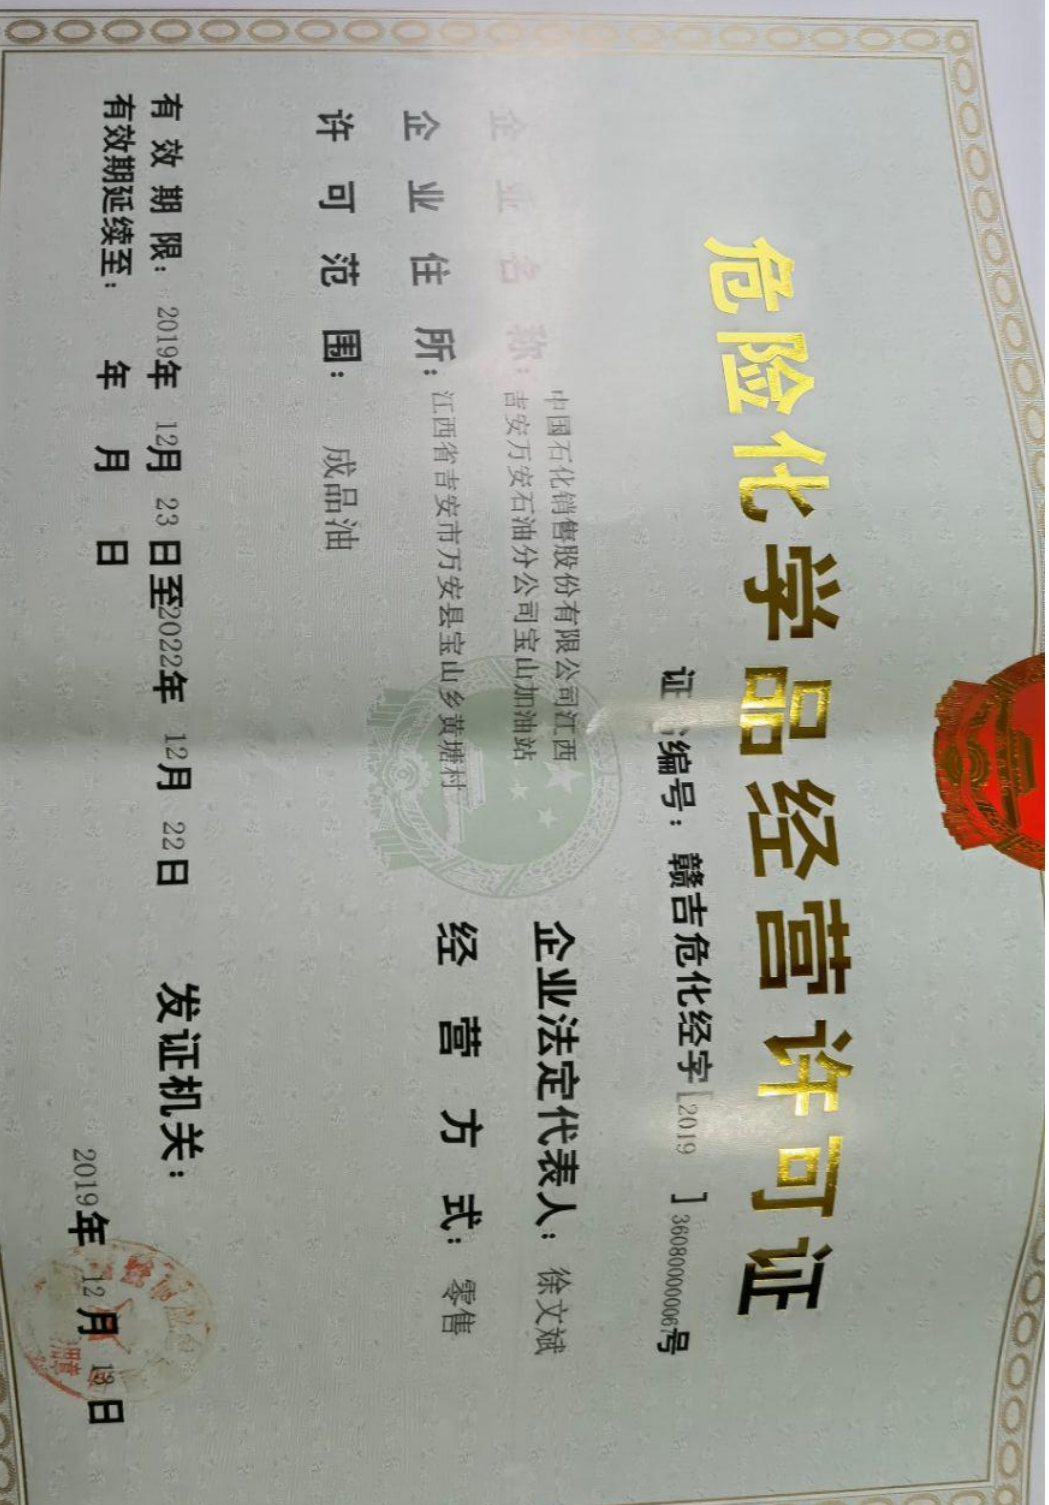 危险化学品经营许可证
证书编号：赣吉危化经字[2019 ]36080000006号
企业名称：中国石化销售股份有限公司江西
吉安万安石油分公司宝山加油站
企业法定代表人：徐文斌
企业住所：江西省吉安市万安县宝山乡黄塘村
经营方式：零售
许可范围：成品油
有效期限：2019年 12月 23日至2022年 12月 22日
发证机关：
有效期延续至： 年 月 日
2019年 12月 13日